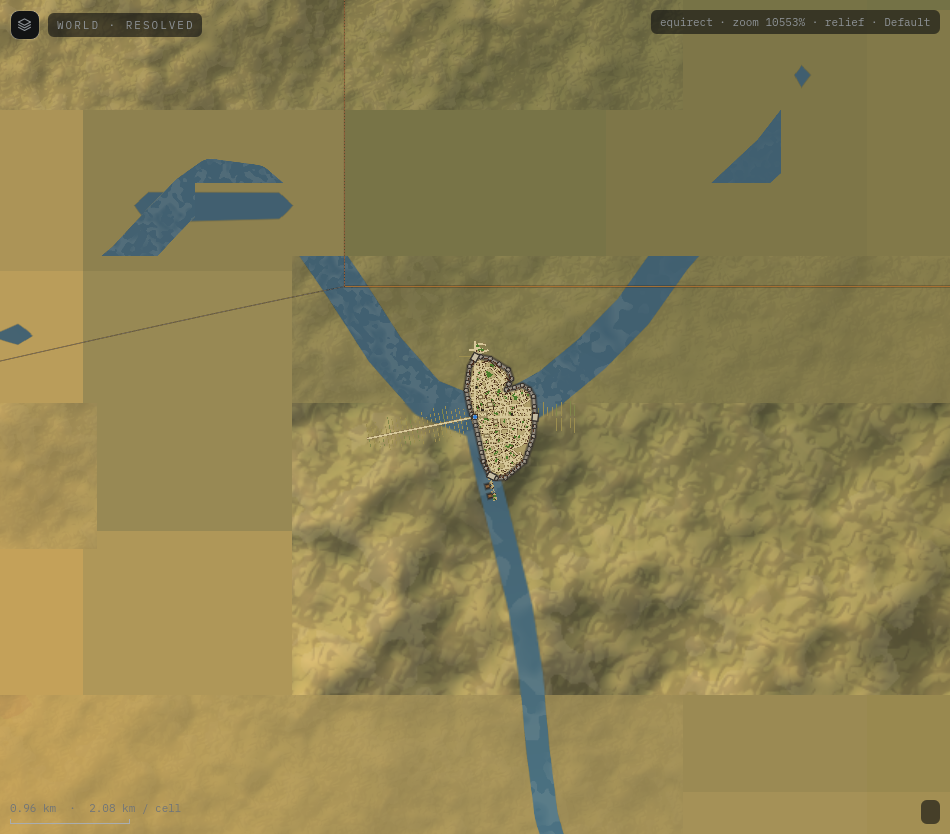 WORLD · RESOLVED
equirect · zoom 10553% · relief · Default
0.96 km · 2.08 km / cell